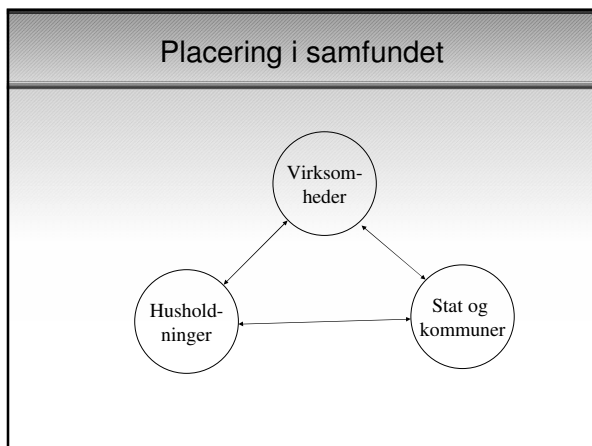 Placering i samfundet
Virksom-
heder
Hushold-
ninger
Stat og
kommuner